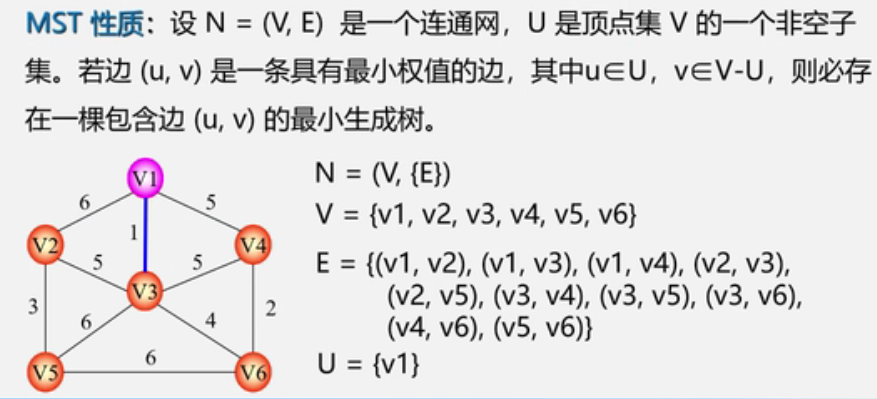 MST 性质：设 N = (V, E) 是一个连通网，U 是顶点集 V 的一个非空子
集。若边 (u, v) 是一条具有最小权值的边，其中u∈U，v∈V-U，则必存
在一棵包含边 (u, v) 的最小生成树。
N = (V, {E})
V = {v1, v2, v3, v4, v5, v6}
E = {(v1, v2), (v1, v3), (v1, v4), (v2, v3),
(v2, v5), (v3, v4), (v3, v5), (v3, v6),
(v4, v6), (v5, v6)}
U = {v1}
V1
6 5
1
V2 V4
5 5
V3
3 2
6 4
6
V5 V6